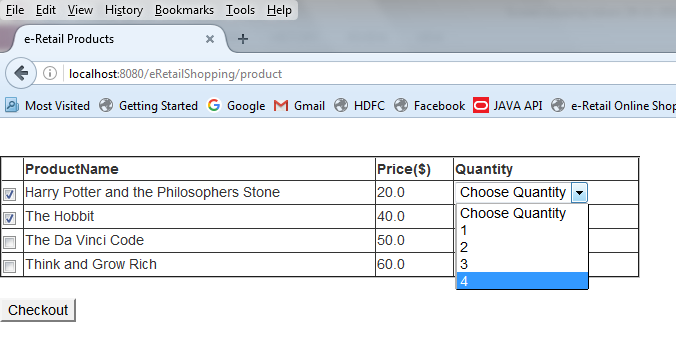 File Edit View History Bookmarks Tools Help
e-Retail Products × +
localhost:8080/eRetailShopping/product
Most Visited Getting Started Google Gmail HDFC Facebook JAVA API e-Retail Online Shop
ProductName Price($) Quantity
Harry Potter and the Philosophers Stone 20.0 Choose Quantity
The Hobbit 40.0 Choose Quantity
1
The Da Vinci Code 50.0 2
Think and Grow Rich 60.0 3
4
Checkout